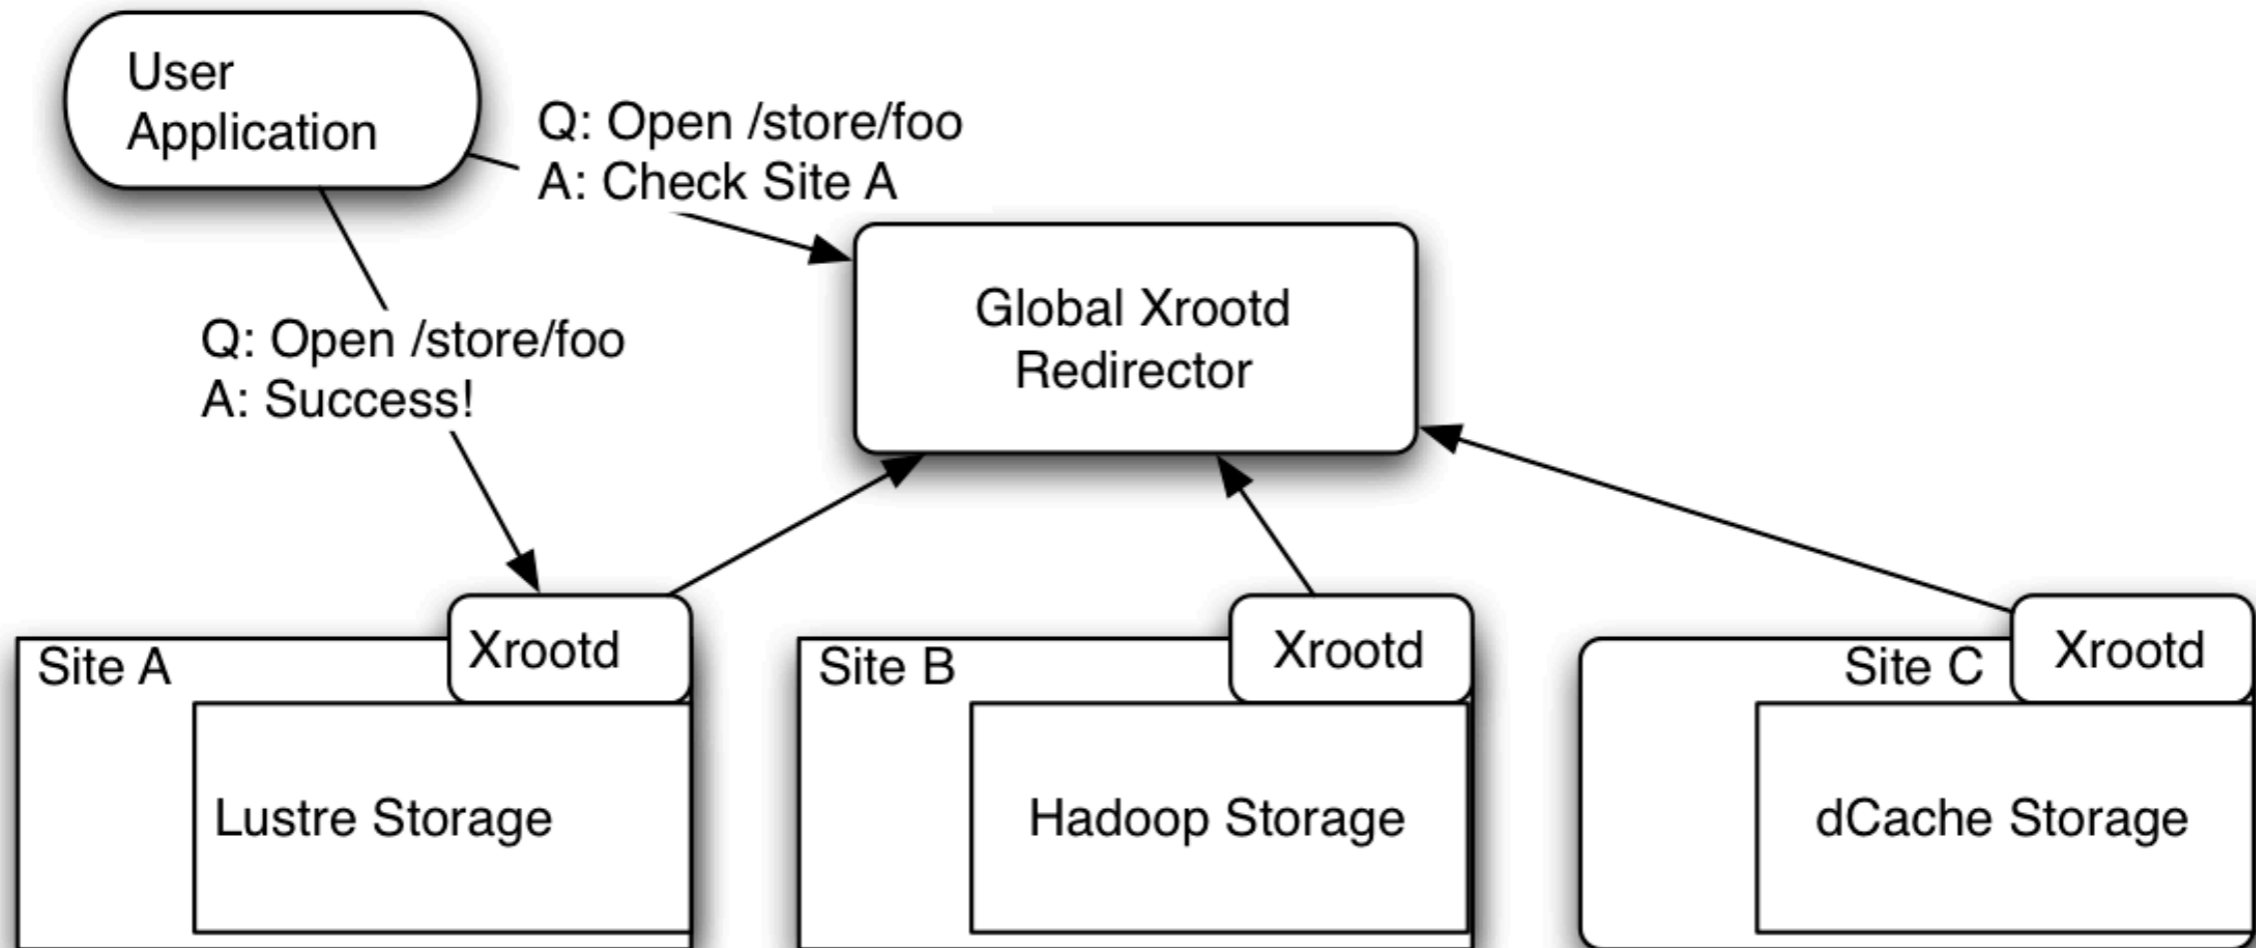 User
Application
Q: Open /store/foo
A: Check Site A
Global Xrootd
Redirector
Q: Open /store/foo
A: Success!
Site A
Xrootd
Lustre Storage
Site B
Xrootd
Hadoop Storage
Site C
Xrootd
dCache Storage